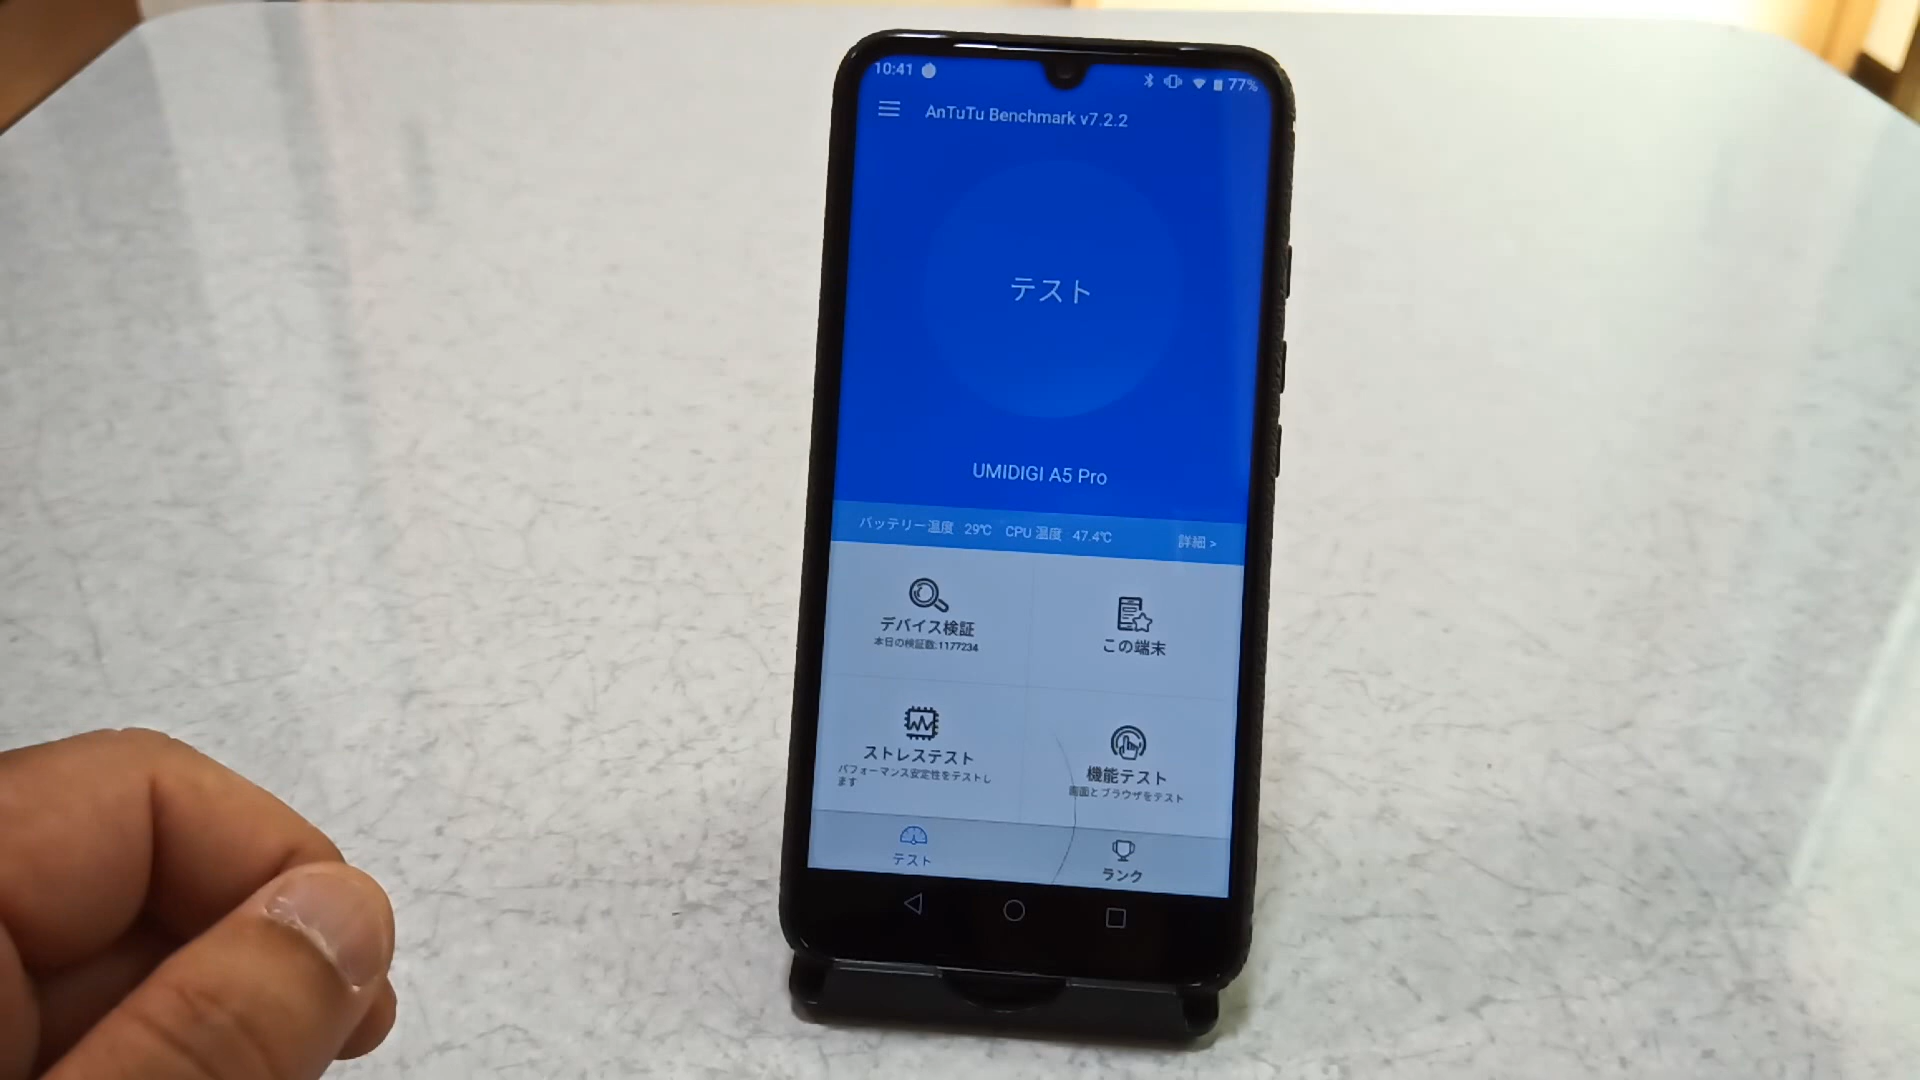 10:41
77%
AnTuTu Benchmark v7.2.2
テスト
UMIDIGI A5 Pro
バッテリー温度 29℃ CPU 温度 47.4℃ 詳細 >
デバイス検証
本日の検証数:1177234
この端末
ストレステスト
パフォーマンス安定性をテストし
ます
機能テスト
画面とブラウザをテスト
テスト
ランク